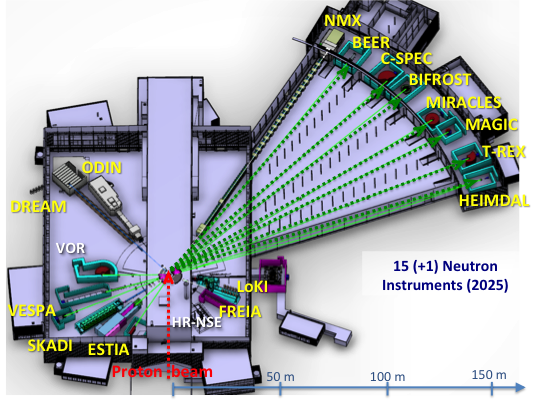 NMX
BEER
C-SPEC
BIFROST
MIRACLES
MAGIC
T-REX
HEIMDAL
ODIN
DREAM
VOR
VESPA
SKADI
ESTIA
LoKI
FREIA
HR-NSE
15 (+1) Neutron
Instruments (2025)
Proton beam
50 m
100 m
150 m